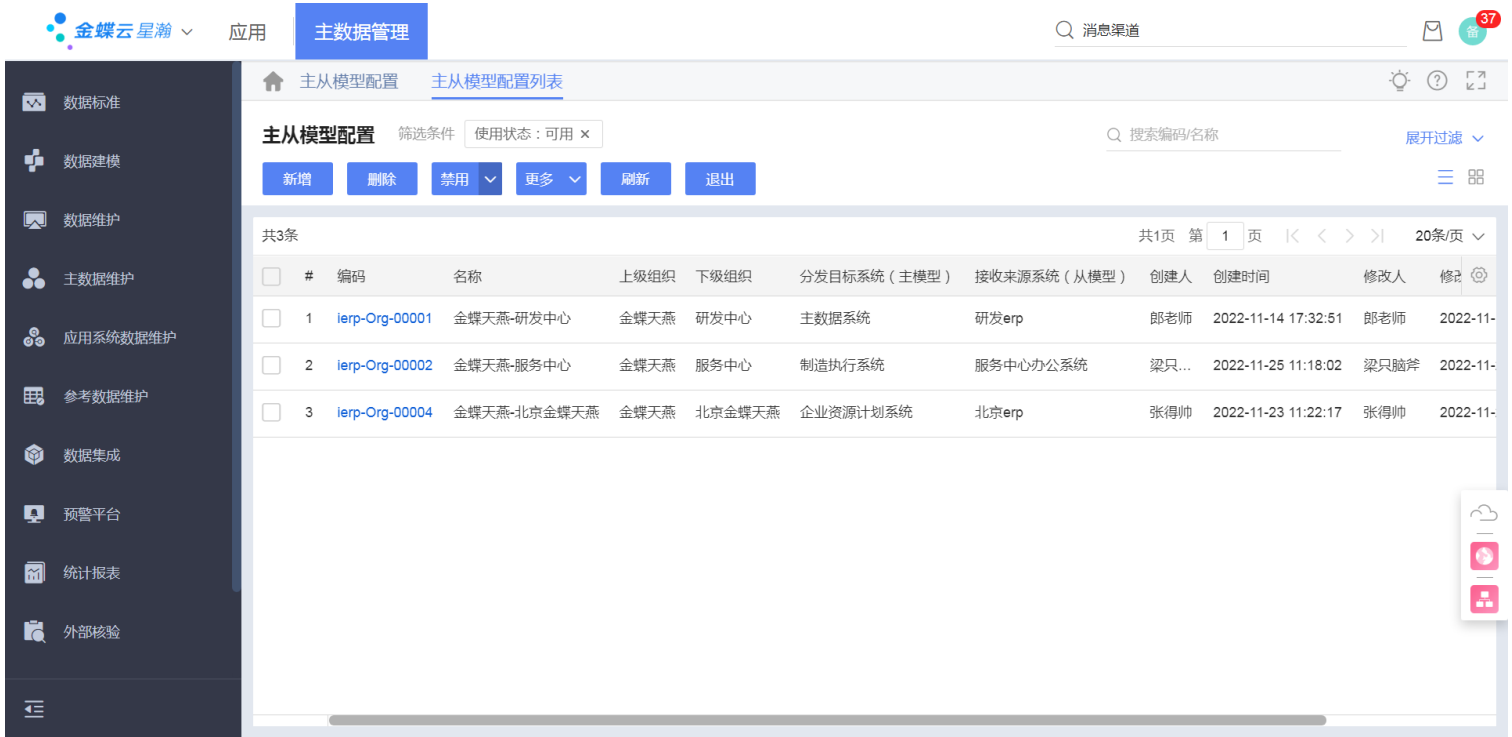 金蝶云 星瀚 应用 主数据管理 消息渠道 备 37
主从模型配置 主从模型配置列表
数据标准
数据建模
数据维护
主数据维护
应用系统数据维护
参考数据维护
数据集成
预警平台
统计报表
外部核验
主从模型配置 筛选条件 使用状态：可用 × 搜索编码/名称 展开过滤
新增 删除 禁用 更多 刷新 退出
共3条 共1页 第 1 页 20条/页
# 编码 名称 上级组织 下级组织 分发目标系统（主模型） 接收来源系统（从模型） 创建人 创建时间 修改人
1 ierp-Org-00001 金蝶天燕-研发中心 金蝶天燕 研发中心 主数据系统 研发erp 郎老师 2022-11-14 17:32:51 郎老师 2022-11-
2 ierp-Org-00002 金蝶天燕-服务中心 金蝶天燕 服务中心 制造执行系统 服务中心办公系统 梁只... 2022-11-25 11:18:02 梁只脑斧 2022-11-
3 ierp-Org-00004 金蝶天燕-北京金蝶天燕 金蝶天燕 北京金蝶天燕 企业资源计划系统 北京erp 张得帅 2022-11-23 11:22:17 张得帅 2022-11-